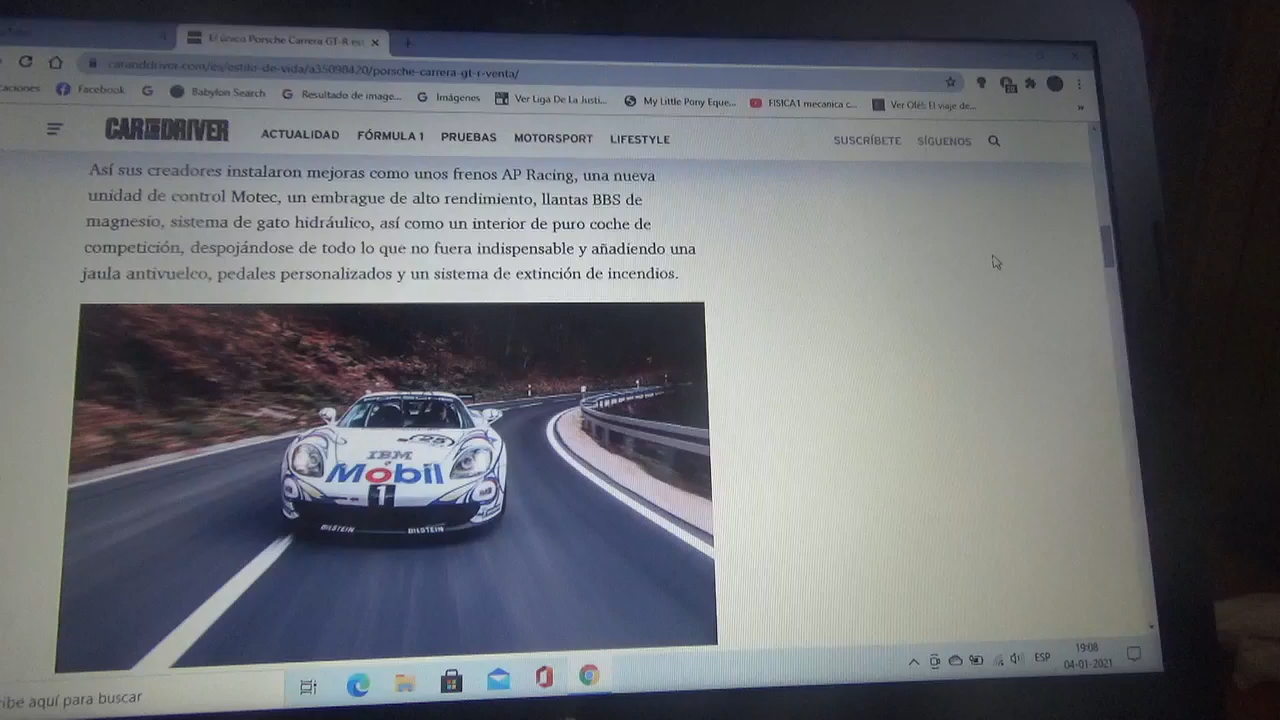 El único Porsche Carrera GT-R es
caranddriver.com/es/estilo-de-vida/a35098420/porsche-carrera-gt-r-venta/
aciones Facebook Babylon Search Resultado de image... Imágenes Ver Liga De La Justi... My Little Pony Eque... FISICA1 mecanica c... Ver Olé!: El viaje de... »
CAR AND DRIVER ACTUALIDAD FÓRMULA 1 PRUEBAS MOTORSPORT LIFESTYLE SUSCRÍBETE SÍGUENOS
Así sus creadores instalaron mejoras como unos frenos AP Racing, una nueva
unidad de control Motec, un embrague de alto rendimiento, llantas BBS de
magnesio, sistema de gato hidráulico, así como un interior de puro coche de
competición, despojándose de todo lo que no fuera indispensable y añadiendo una
jaula antivuelco, pedales personalizados y un sistema de extinción de incendios.
25
IBM
Mobil
1
BILSTEIN BILSTEIN
ribe aquí para buscar
ESP
19:08
04-01-2021